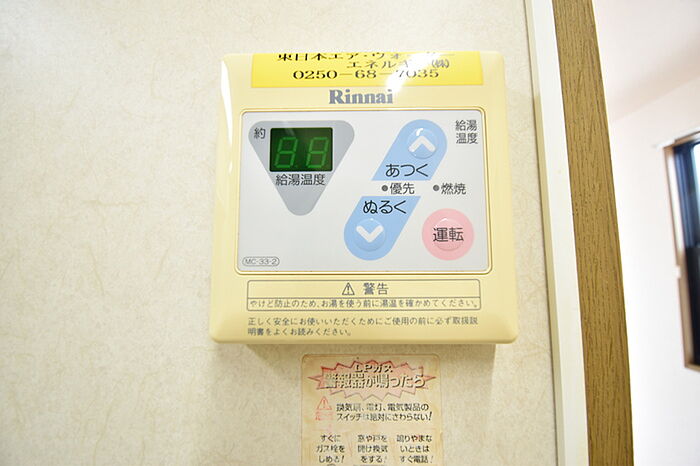 東日本エア・ウォーター
エネルギー(株)
0250-68-7035
Rinnai
約
給湯温度
給湯
温度
あつく
優先
燃焼
ぬるく
運転
MC-33-2
警告
やけど防止のため、お湯を使う前に湯温を確かめてください。
正しく安全にお使いいただくためにご使用の前に必ず取扱説
明書をよくお読みください。
LPガス
警報器が鳴ったら
換気扇、電灯、電気製品の
スイッチは絶対にさわらない!
すぐに
ガス栓を
しめる!
窓や戸を
開け換気
をする!
鳴りやまな
いときは
すぐ電話!